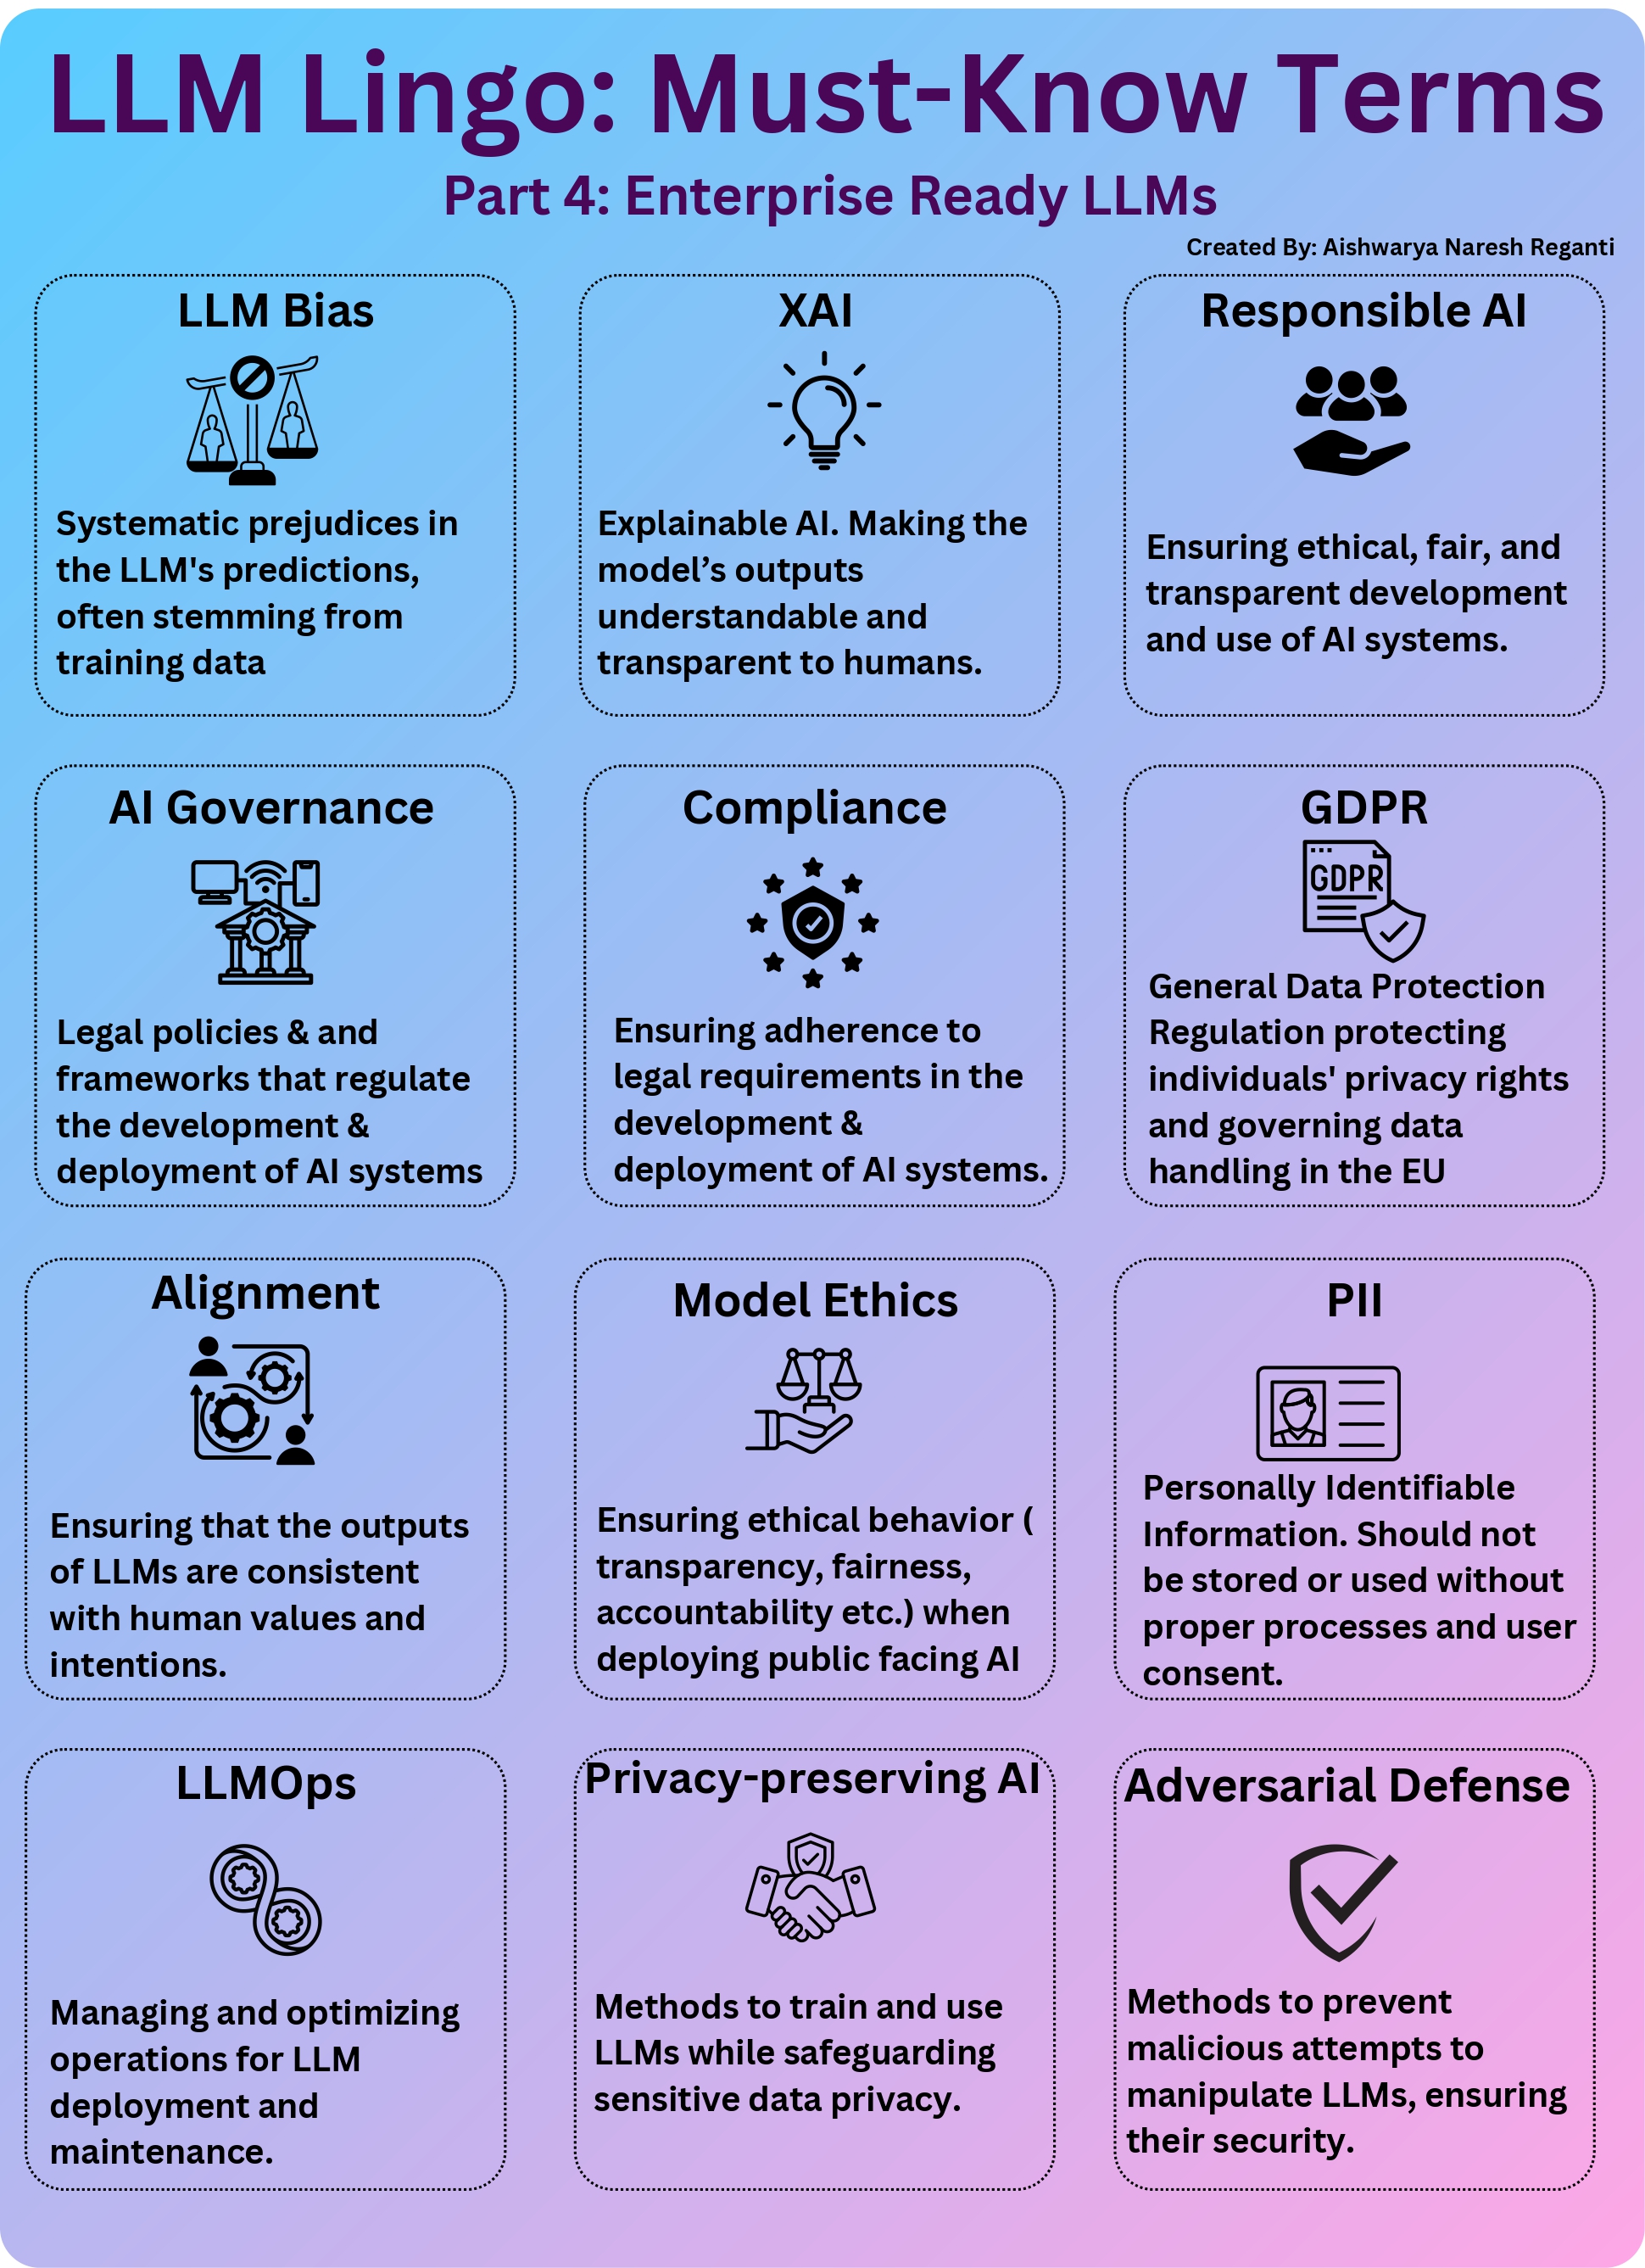 LLM Lingo: Must-Know Terms
Part 4: Enterprise Ready LLMs
Created By: Aishwarya Naresh Reganti
LLM Bias
Systematic prejudices in
the LLM's predictions,
often stemming from
training data
XAI
Explainable AI. Making the
model’s outputs
understandable and
transparent to humans.
Responsible AI
Ensuring ethical, fair, and
transparent development
and use of AI systems.
AI Governance
Legal policies & and
frameworks that regulate
the development &
deployment of AI systems
Compliance
Ensuring adherence to
legal requirements in the
development &
deployment of AI systems.
GDPR
GDPR
General Data Protection
Regulation protecting
individuals' privacy rights
and governing data
handling in the EU
Alignment
Ensuring that the outputs
of LLMs are consistent
with human values and
intentions.
Model Ethics
Ensuring ethical behavior (
transparency, fairness,
accountability etc.) when
deploying public facing AI
PII
Personally Identifiable
Information. Should not
be stored or used without
proper processes and user
consent.
LLMOps
Managing and optimizing
operations for LLM
deployment and
maintenance.
Privacy-preserving AI
Methods to train and use
LLMs while safeguarding
sensitive data privacy.
Adversarial Defense
Methods to prevent
malicious attempts to
manipulate LLMs, ensuring
their security.